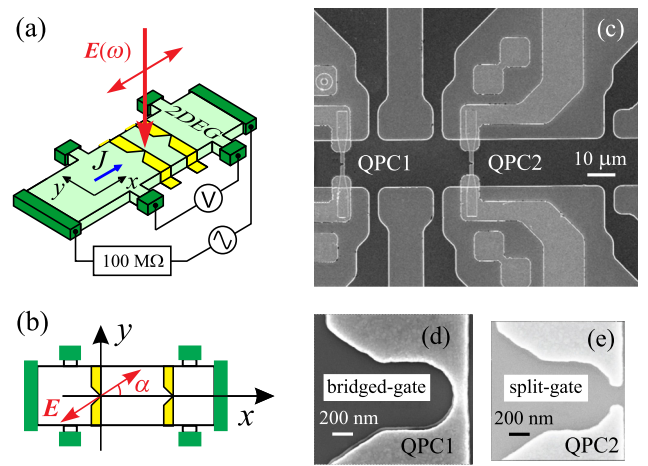 (a)
E(ω)
2DEG
J
y
x
V
100 MΩ
(b)
y
E
α
x
(c)
QPC1
QPC2
10 μm
(d)
bridged-gate
200 nm
QPC1
(e)
split-gate
200 nm
QPC2